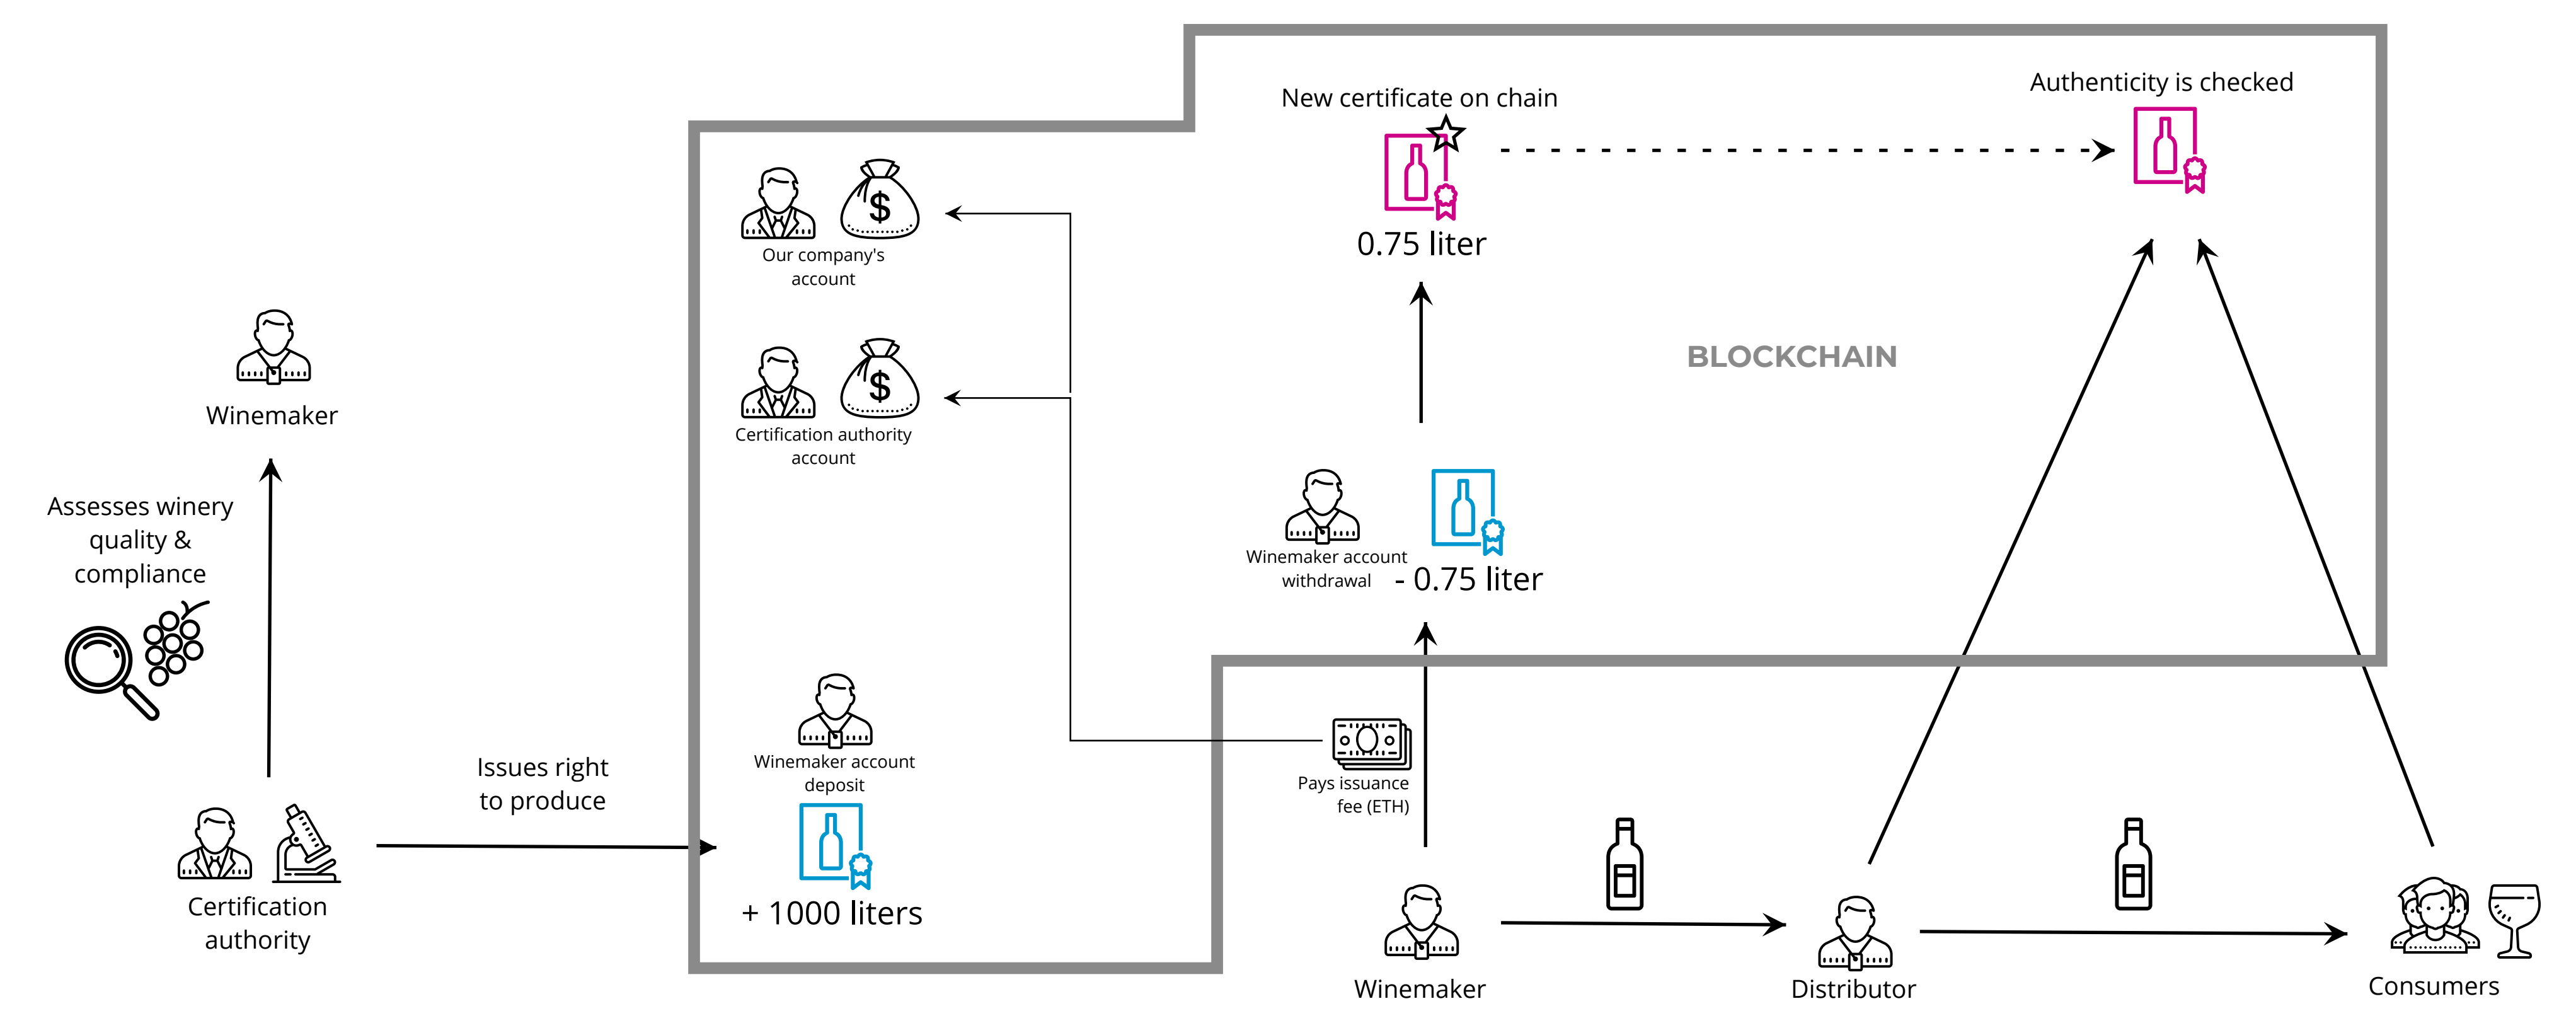 New certificate on chain
Authenticity is checked
$
Our company's
account
0.75 liter
BLOCKCHAIN
$
Certification authority
account
Winemaker
Assesses winery
quality &
compliance
Winemaker account
withdrawal
- 0.75 liter
Winemaker account
deposit
+ 1000 liters
Issues right
to produce
Pays issuance
fee (ETH)
Certification
authority
Winemaker
Distributor
Consumers